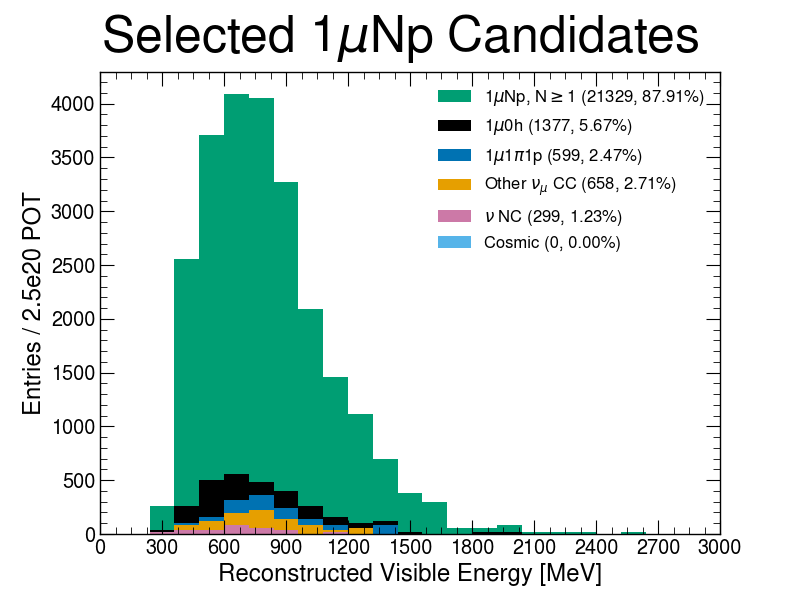 Selected 1μNp Candidates
1μNp, N ≥ 1 (21329, 87.91%)
1μ0h (1377, 5.67%)
1μ1π1p (599, 2.47%)
Other νμ CC (658, 2.71%)
ν NC (299, 1.23%)
Cosmic (0, 0.00%)
Entries / 2.5e20 POT
4000
3500
3000
2500
2000
1500
1000
500
0
0 300 600 900 1200 1500 1800 2100 2400 2700 3000
Reconstructed Visible Energy [MeV]